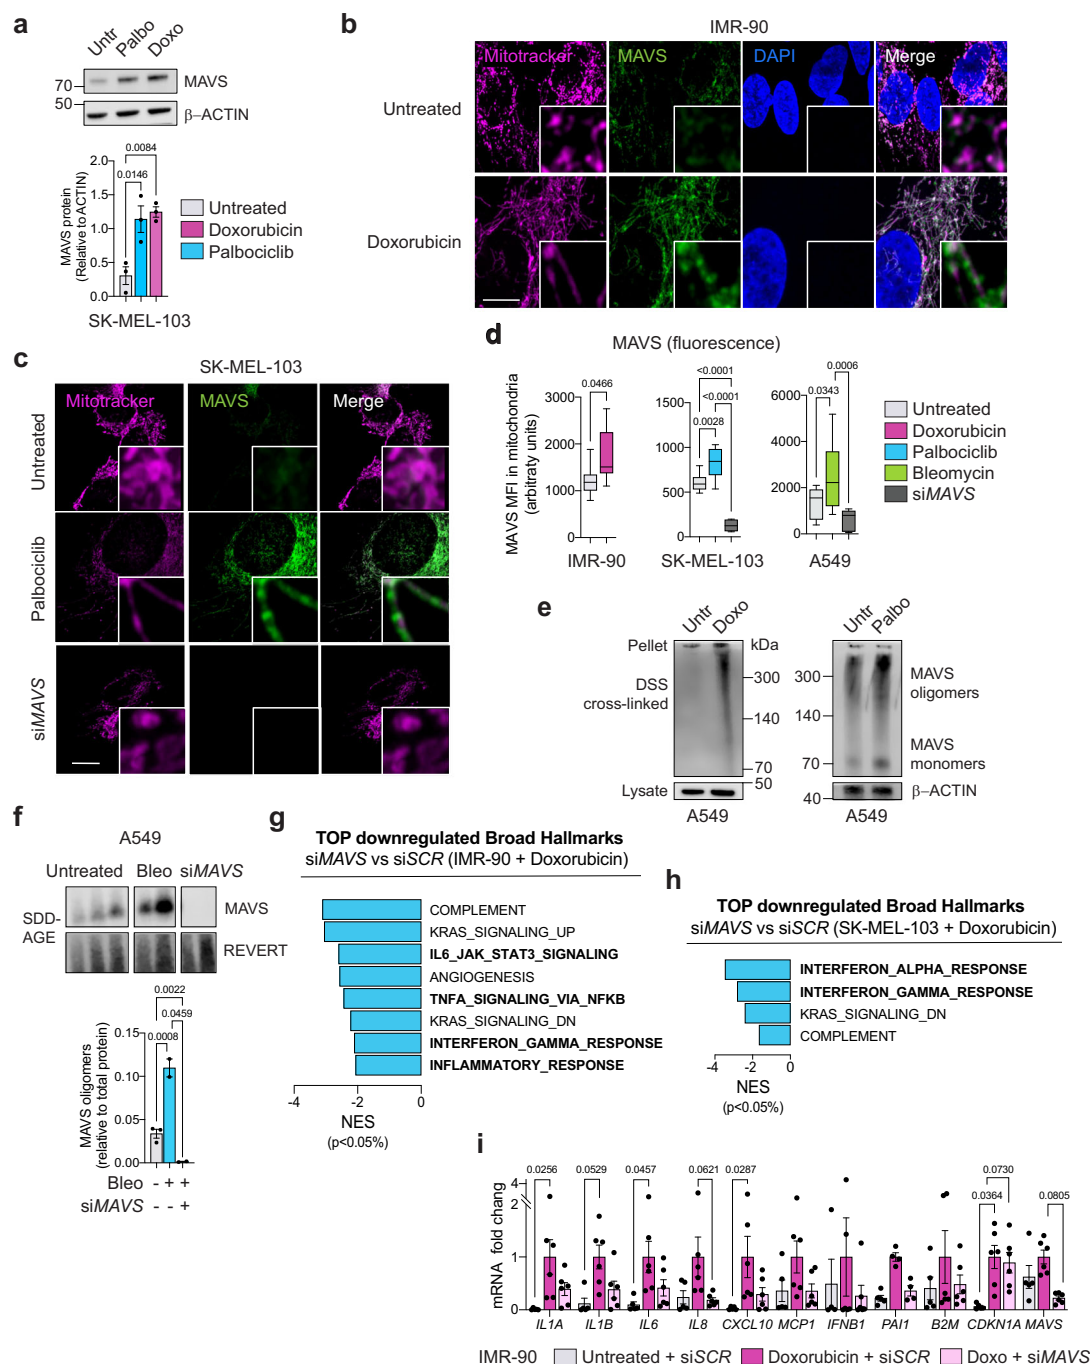 a
Untr
Palbo
Doxo
70
MAVS
50
β–ACTIN
0.0084
0.0146
MAVS protein
(Relative to ACTIN)
2.0
1.5
1.0
0.5
0.0
Untreated
Doxorubicin
Palbociclib
SK-MEL-103
b
IMR-90
Mitotracker
MAVS
DAPI
Merge
Untreated
Doxorubicin
c
SK-MEL-103
Mitotracker
MAVS
Merge
Untreated
Palbociclib
siMAVS
d
MAVS (fluorescence)
MAVS MFI in mitochondria
(arbitraty units)
0.0466
3000
2000
1000
0
IMR-90
<0.0001
<0.0001
0.0028
1500
1000
500
0
SK-MEL-103
0.0006
0.0343
6000
4000
2000
0
A549
Untreated
Doxorubicin
Palbociclib
Bleomycin
siMAVS
e
Untr
Doxo
Pellet
kDa
DSS
cross-linked
300
140
70
50
Lysate
A549
Untr
Palbo
300
140
70
40
MAVS
oligomers
MAVS
monomers
β–ACTIN
A549
f
A549
Untreated
Bleo
siMAVS
SDD-
AGE
MAVS
REVERT
0.0022
0.0459
0.0008
MAVS oligomers
(relative to total protein)
0.15
0.10
0.05
0.00
Bleo - + +
siMAVS - - +
g
TOP downregulated Broad Hallmarks
siMAVS vs siSCR (IMR-90 + Doxorubicin)
COMPLEMENT
KRAS_SIGNALING_UP
IL6_JAK_STAT3_SIGNALING
ANGIOGENESIS
TNFA_SIGNALING_VIA_NFKB
KRAS_SIGNALING_DN
INTERFERON_GAMMA_RESPONSE
INFLAMMATORY_RESPONSE
-4 -2 0
NES
(p<0.05%)
h
TOP downregulated Broad Hallmarks
siMAVS vs siSCR (SK-MEL-103 + Doxorubicin)
INTERFERON_ALPHA_RESPONSE
INTERFERON_GAMMA_RESPONSE
KRAS_SIGNALING_DN
COMPLEMENT
-4 -2 0
NES
(p<0.05%)
i
mRNA fold chang
4
2
1
0
0.0256
0.0529
0.0457
0.0621
0.0287
0.0730
0.0364
0.0805
IL1A IL1B IL6 IL8 CXCL10 MCP1 IFNB1 PAI1 B2M CDKN1A MAVS
IMR-90 Untreated + siSCR Doxorubicin + siSCR Doxo + siMAVS